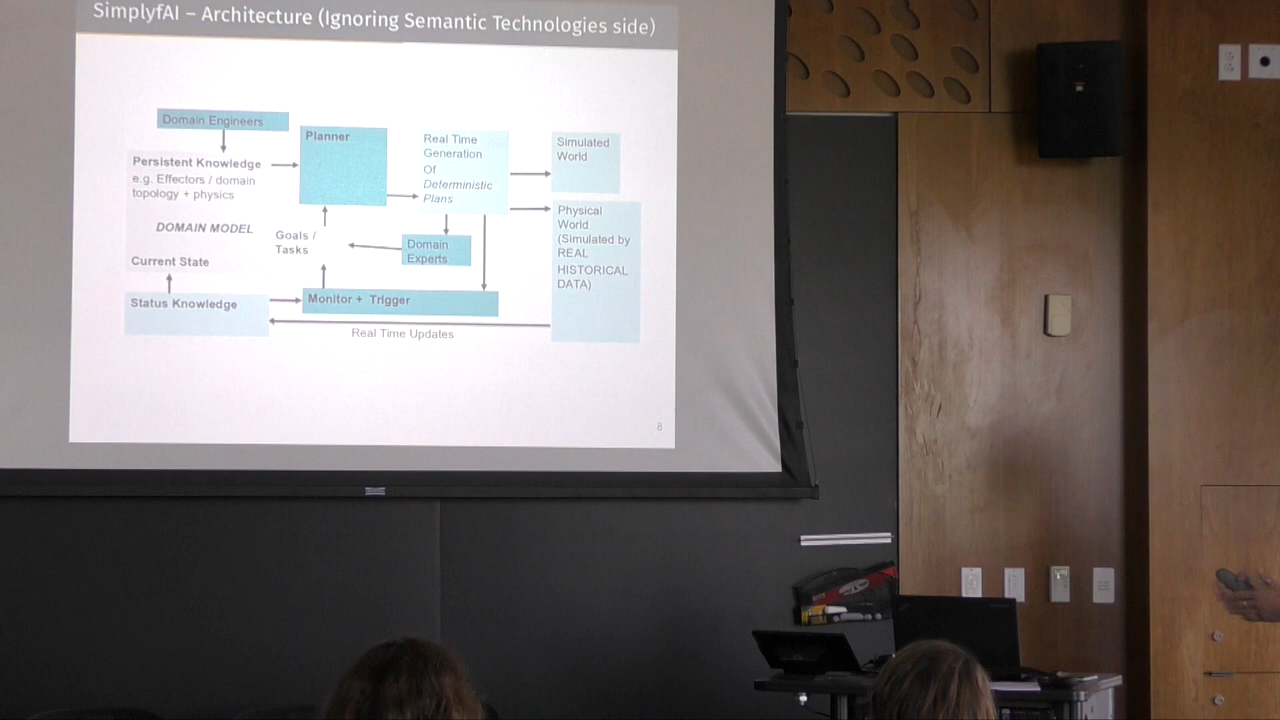 SimplyfAI – Architecture (Ignoring Semantic Technologies side)
Domain Engineers
Persistent Knowledge
e.g. Effectors / domain
topology + physics
DOMAIN MODEL
Current State
Status Knowledge
Planner
Goals /
Tasks
Monitor + Trigger
Real Time
Generation
Of
Deterministic
Plans
Domain
Experts
Simulated
World
Physical
World
(Simulated by
REAL
HISTORICAL
DATA)
Real Time Updates
8